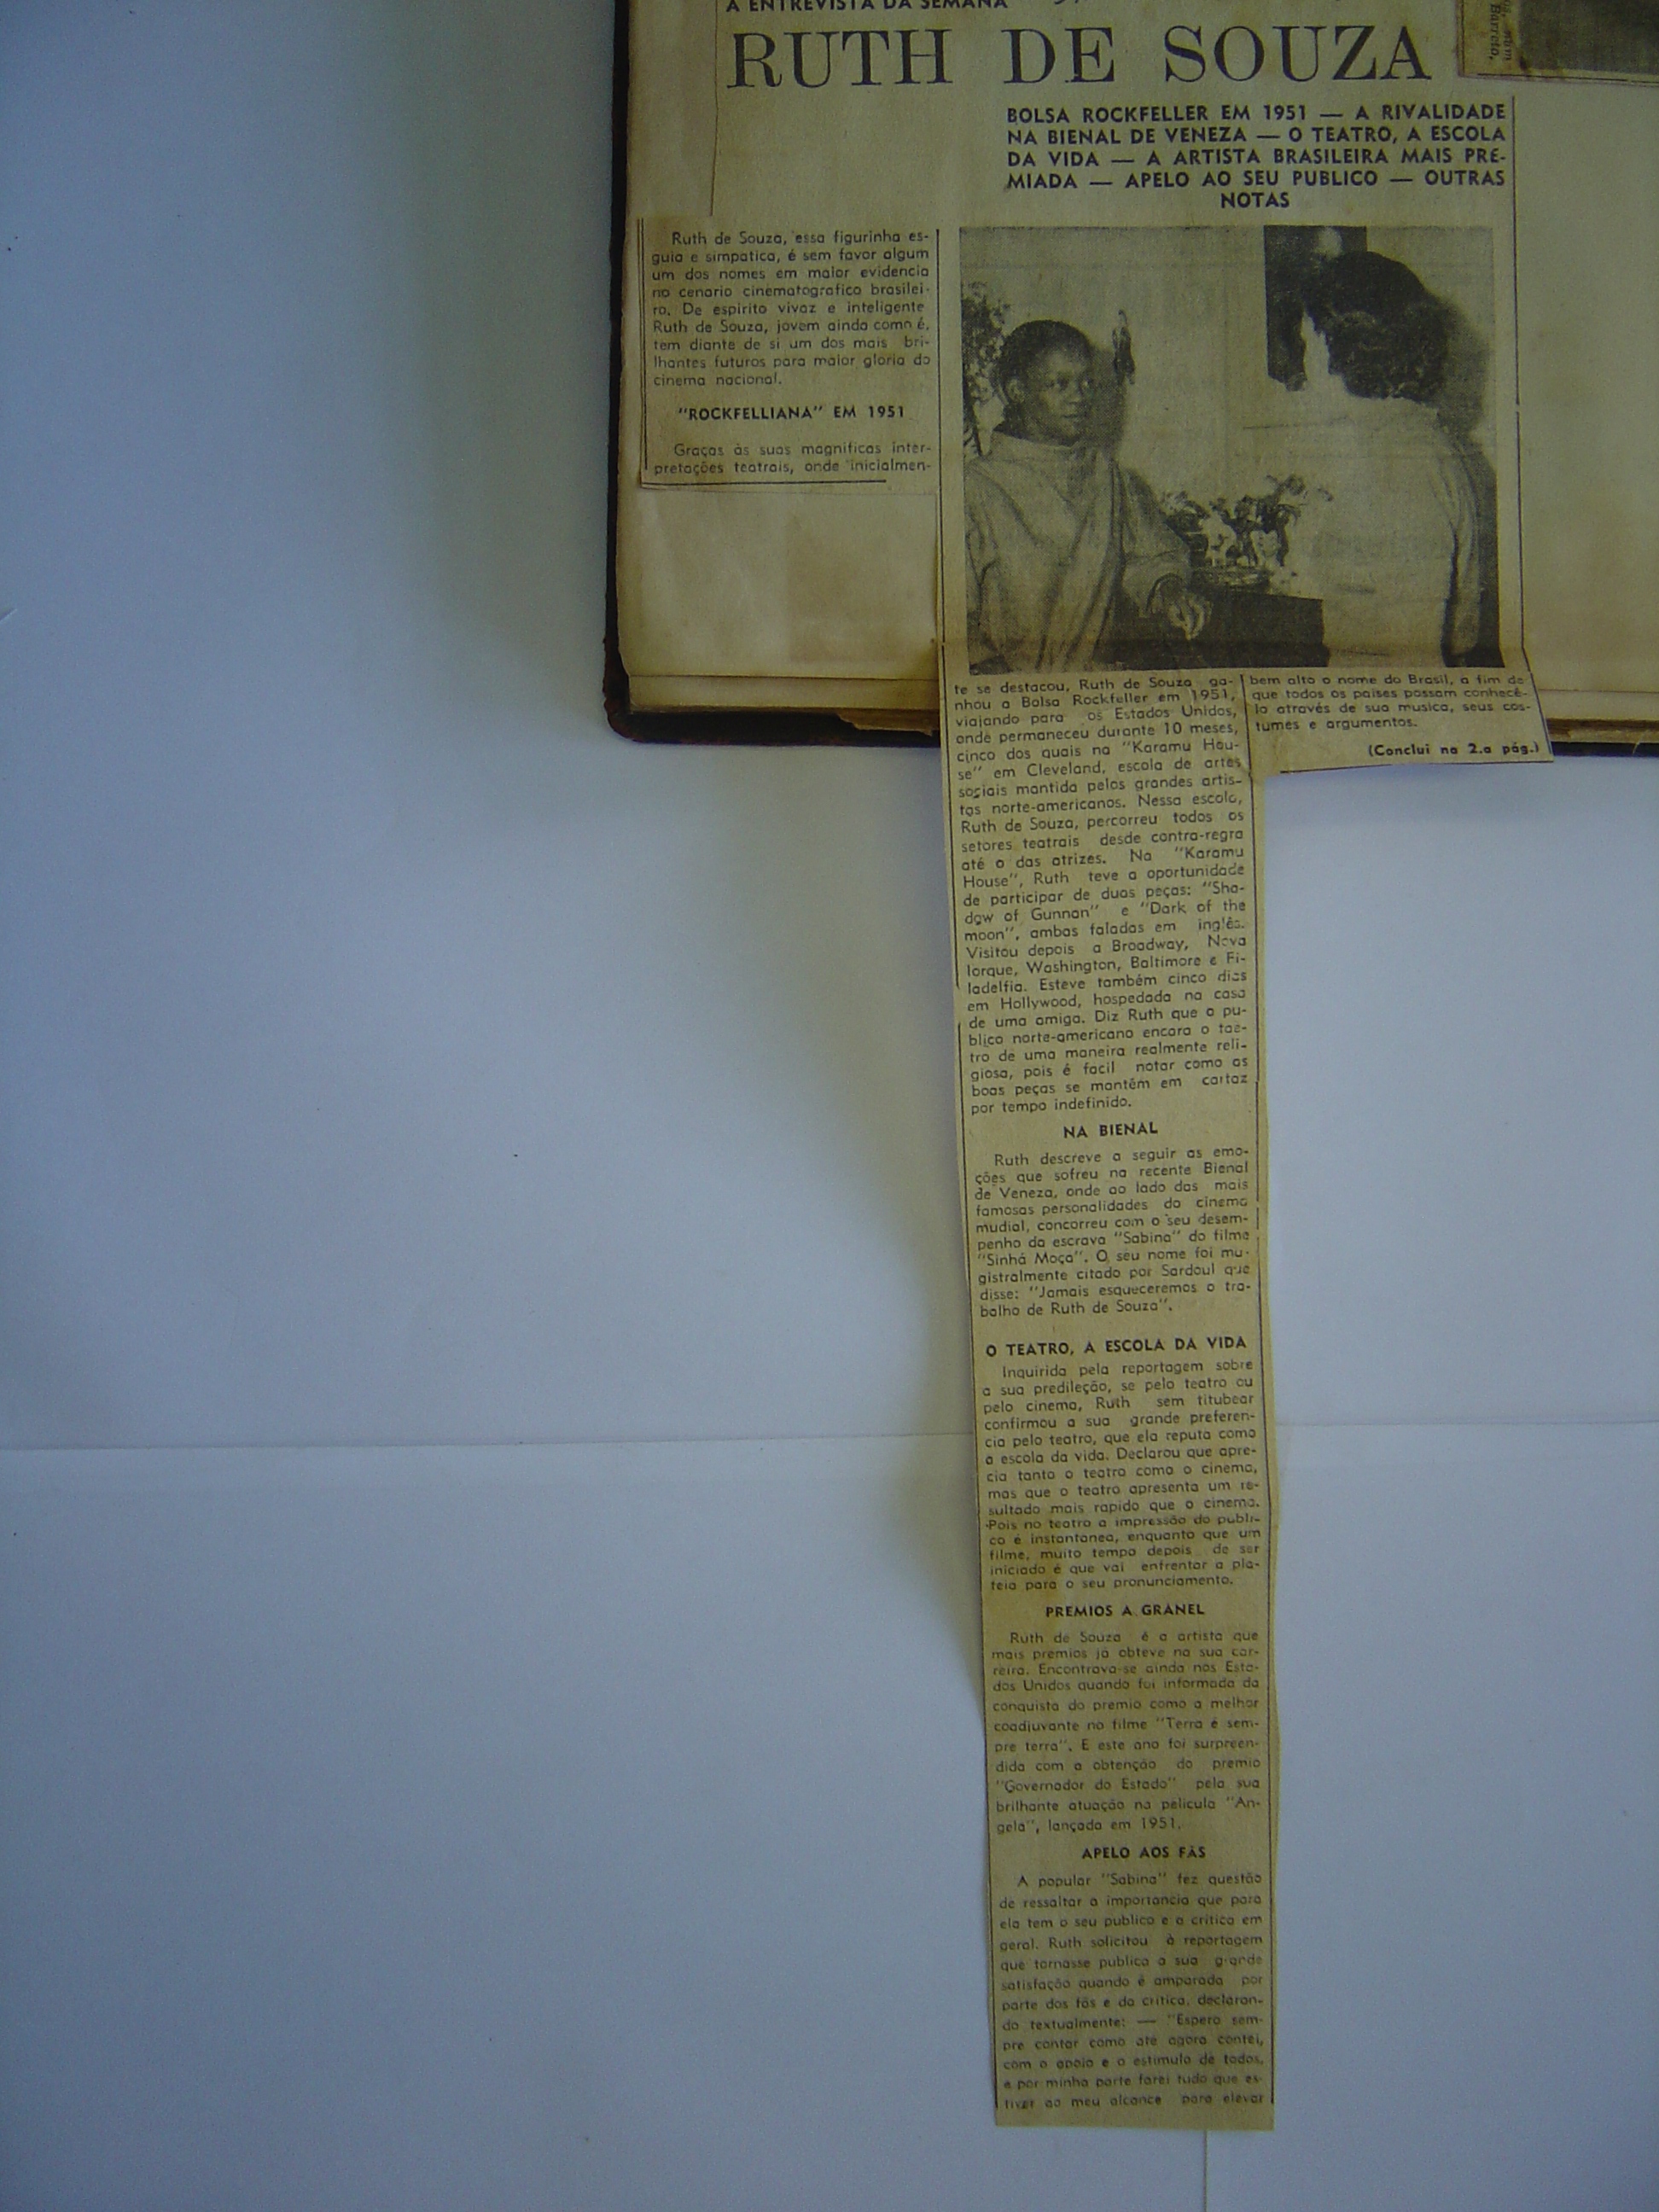 A ENTREVISTA DA SEMANA
RUTH DE SOUZA
BOLSA ROCKFELLER EM 1951 — A RIVALIDADE
NA BIENAL DE VENEZA — O TEATRO, A ESCOLA
DA VIDA — A ARTISTA BRASILEIRA MAIS PRE-
MIADA — APELO AO SEU PUBLICO — OUTRAS
NOTAS
Barreto,
Ruth de Souza, essa figurinha es-
guia e simpatica, é sem favor algum
um dos nomes em maior evidencia
no cenario cinematografico brasilei-
ro. De espirito vivaz e inteligente
Ruth de Souza, jovem ainda como é,
tem diante de si um dos mais bri-
lhantes futuros para maior gloria do
cinema nacional.
"ROCKFELLIANA" EM 1951
Graças às suas magnificas inter-
pretações teatrais, onde inicialmen-
te se destacou, Ruth de Souza ga-
nhou a Bolsa Rockfeller em 1951,
viajando para os Estados Unidos,
onde permaneceu durante 10 meses,
cinco dos quais na "Karamu Hou-
se" em Cleveland, escola de artes
sociais mantida pelos grandes artis-
tas norte-americanos. Nessa escola,
Ruth de Souza, percorreu todos os
setores teatrais desde contra-regra
até o das atrizes. Na "Karamu
House", Ruth teve a oportunidade
de participar de duas peças: "Sha-
dow of Gunnan" e "Dark of the
moon", ambas faladas em inglês.
Visitou depois a Broadway, Nova
Iorque, Washington, Baltimore e Fi-
ladelfia. Esteve também cinco dias
em Hollywood, hospedada na casa
de uma amiga. Diz Ruth que o pu-
blico norte-americano encara o tea-
tro de uma maneira realmente reli-
giosa, pois é facil notar como as
boas peças se mantêm em cartaz
por tempo indefinido.
NA BIENAL
Ruth descreve a seguir as emo-
ções que sofreu na recente Bienal
de Veneza, onde ao lado das mais
famosas personalidades do cinema
mudial, concorreu com o seu desem-
penho da escrava "Sabina" do filme
"Sinhá Moça". O seu nome foi ma-
gistralmente citado por Sardoul que
disse: "Jamais esqueceremos o tra-
balho de Ruth de Souza".
O TEATRO, A ESCOLA DA VIDA
Inquirida pela reportagem sobre
a sua predileção, se pelo teatro ou
pelo cinema, Ruth sem titubear
confirmou a sua grande preferen-
cia pelo teatro, que ela reputa como
a escola da vida. Declarou que apre-
cia tanto o teatro como o cinema,
mas que o teatro apresenta um re-
sultado mais rapido que o cinema.
Pois no teatro a impressão do publi-
co é instantanea, enquanto que um
filme, muito tempo depois de ser
iniciado é que vai enfrentar a pla-
teia para o seu pronunciamento.
PREMIOS A GRANEL
Ruth de Souza é a artista que
mais premios já obteve na sua car-
reira. Encontrava-se ainda nos Esta-
dos Unidos quando foi informada da
conquista do premio como a melhor
coadjuvante no filme "Terra é sem-
pre terra". E este ano foi surpreen-
dida com a obtenção do premio
"Governador do Estado" pela sua
brilhante atuação na pelicula "An-
gela", lançada em 1951.
APELO AOS FÃS
A popular "Sabina" fez questão
de ressaltar a importancia que para
ela tem o seu publico e a critica em
geral. Ruth solicitou à reportagem
que tornasse publica a sua grande
satisfação quando é amparada por
parte dos fãs e da critica, declaran-
do textualmente: — "Espero sem-
pre contar como até agora contei,
com o apoio e o estimulo de todos,
e por minha parte farei tudo que es-
tiver ao meu alcance para elevar
bem alto o nome do Brasil, a fim de
que todos os paises possam conhecê-
lo através de sua musica, seus cos-
tumes e argumentos.
(Conclui na 2.a pág.)